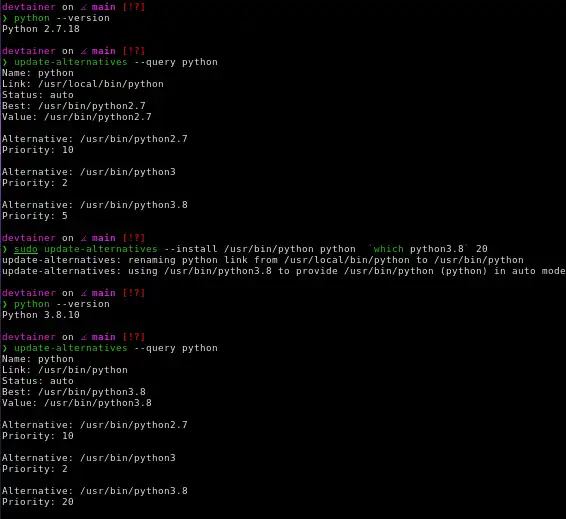 devtainer on ⦟ main [!?]
❯ python --version
Python 2.7.18
devtainer on ⦟ main [!?]
❯ update-alternatives --query python
Name: python
Link: /usr/local/bin/python
Status: auto
Best: /usr/bin/python2.7
Value: /usr/bin/python2.7
Alternative: /usr/bin/python2.7
Priority: 10
Alternative: /usr/bin/python3
Priority: 2
Alternative: /usr/bin/python3.8
Priority: 5
devtainer on ⦟ main [!?]
❯ sudo update-alternatives --install /usr/bin/python python  `which python3.8` 20
update-alternatives: renaming python link from /usr/local/bin/python to /usr/bin/python
update-alternatives: using /usr/bin/python3.8 to provide /usr/bin/python (python) in auto mode
devtainer on ⦟ main [!?]
❯ python --version
Python 3.8.10
devtainer on ⦟ main [!?]
❯ update-alternatives --query python
Name: python
Link: /usr/bin/python
Status: auto
Best: /usr/bin/python3.8
Value: /usr/bin/python3.8
Alternative: /usr/bin/python2.7
Priority: 10
Alternative: /usr/bin/python3
Priority: 2
Alternative: /usr/bin/python3.8
Priority: 20